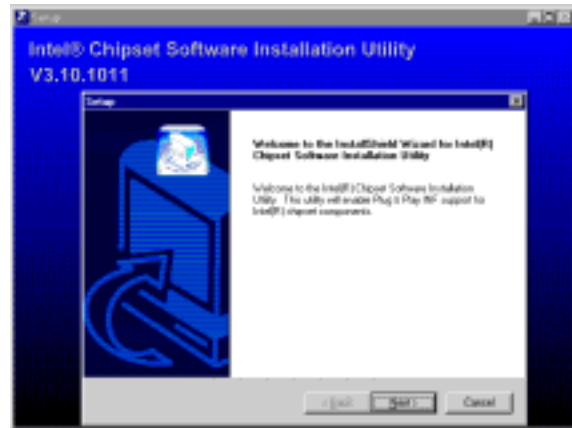 Setup
Intel® Chipset Software Installation Utility
V3.10.1011
Setup
Welcome to the InstallShield Wizard for Intel(R)
Chipset Software Installation Utility
Welcome to the Intel(R) Chipset Software Installation
Utility. This utility will enable Plug & Play INF support for
Intel(R) chipset components.
< Back
Next >
Cancel